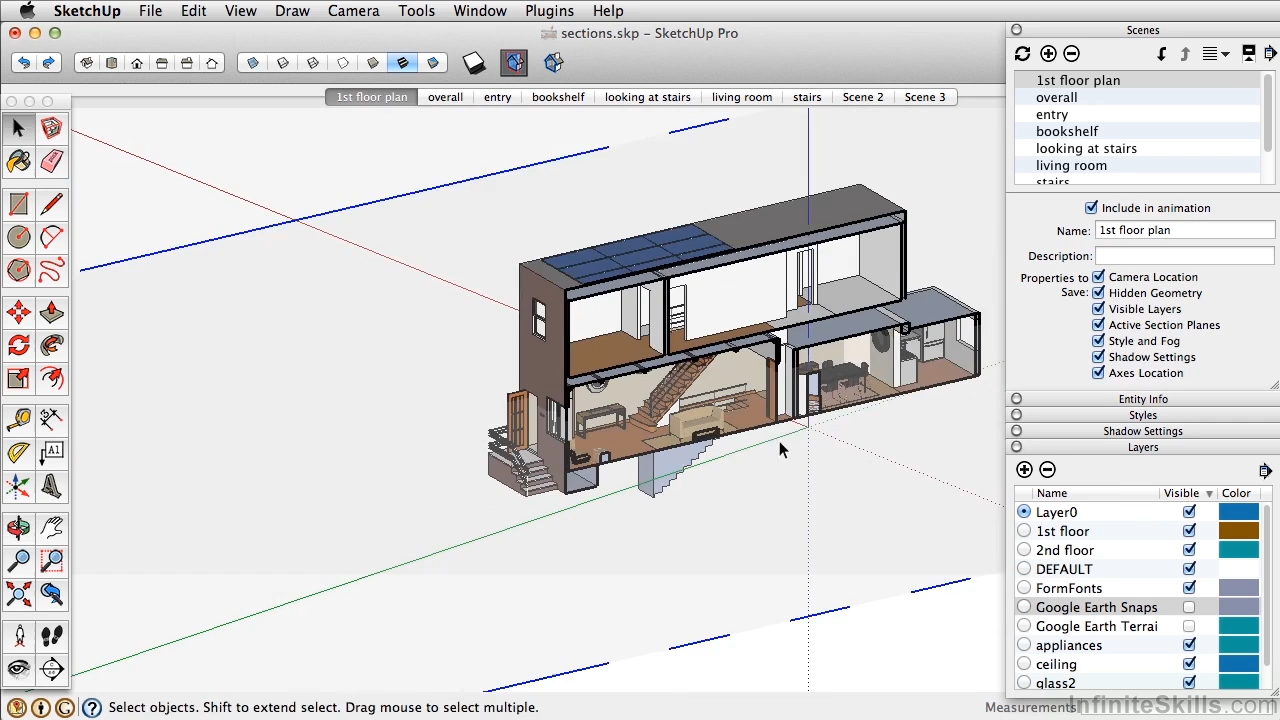 SketchUp File Edit View Draw Camera Tools Window Plugins Help
sections.skp – SketchUp Pro
Scenes
1st floor plan overall entry bookshelf looking at stairs living room stairs Scene 2 Scene 3
1st floor plan
overall
entry
bookshelf
looking at stairs
living room
stairs
Include in animation
Name: 1st floor plan
Description:
Properties to Save:
Camera Location
Hidden Geometry
Visible Layers
Active Section Planes
Style and Fog
Shadow Settings
Axes Location
Entity Info
Styles
Shadow Settings
Layers
Name Visible Color
Layer0
1st floor
2nd floor
DEFAULT
FormFonts
Google Earth Snaps
Google Earth Terrai
appliances
ceiling
glass2
A1
Select objects. Shift to extend select. Drag mouse to select multiple.
Measurements
InfiniteSkills.com